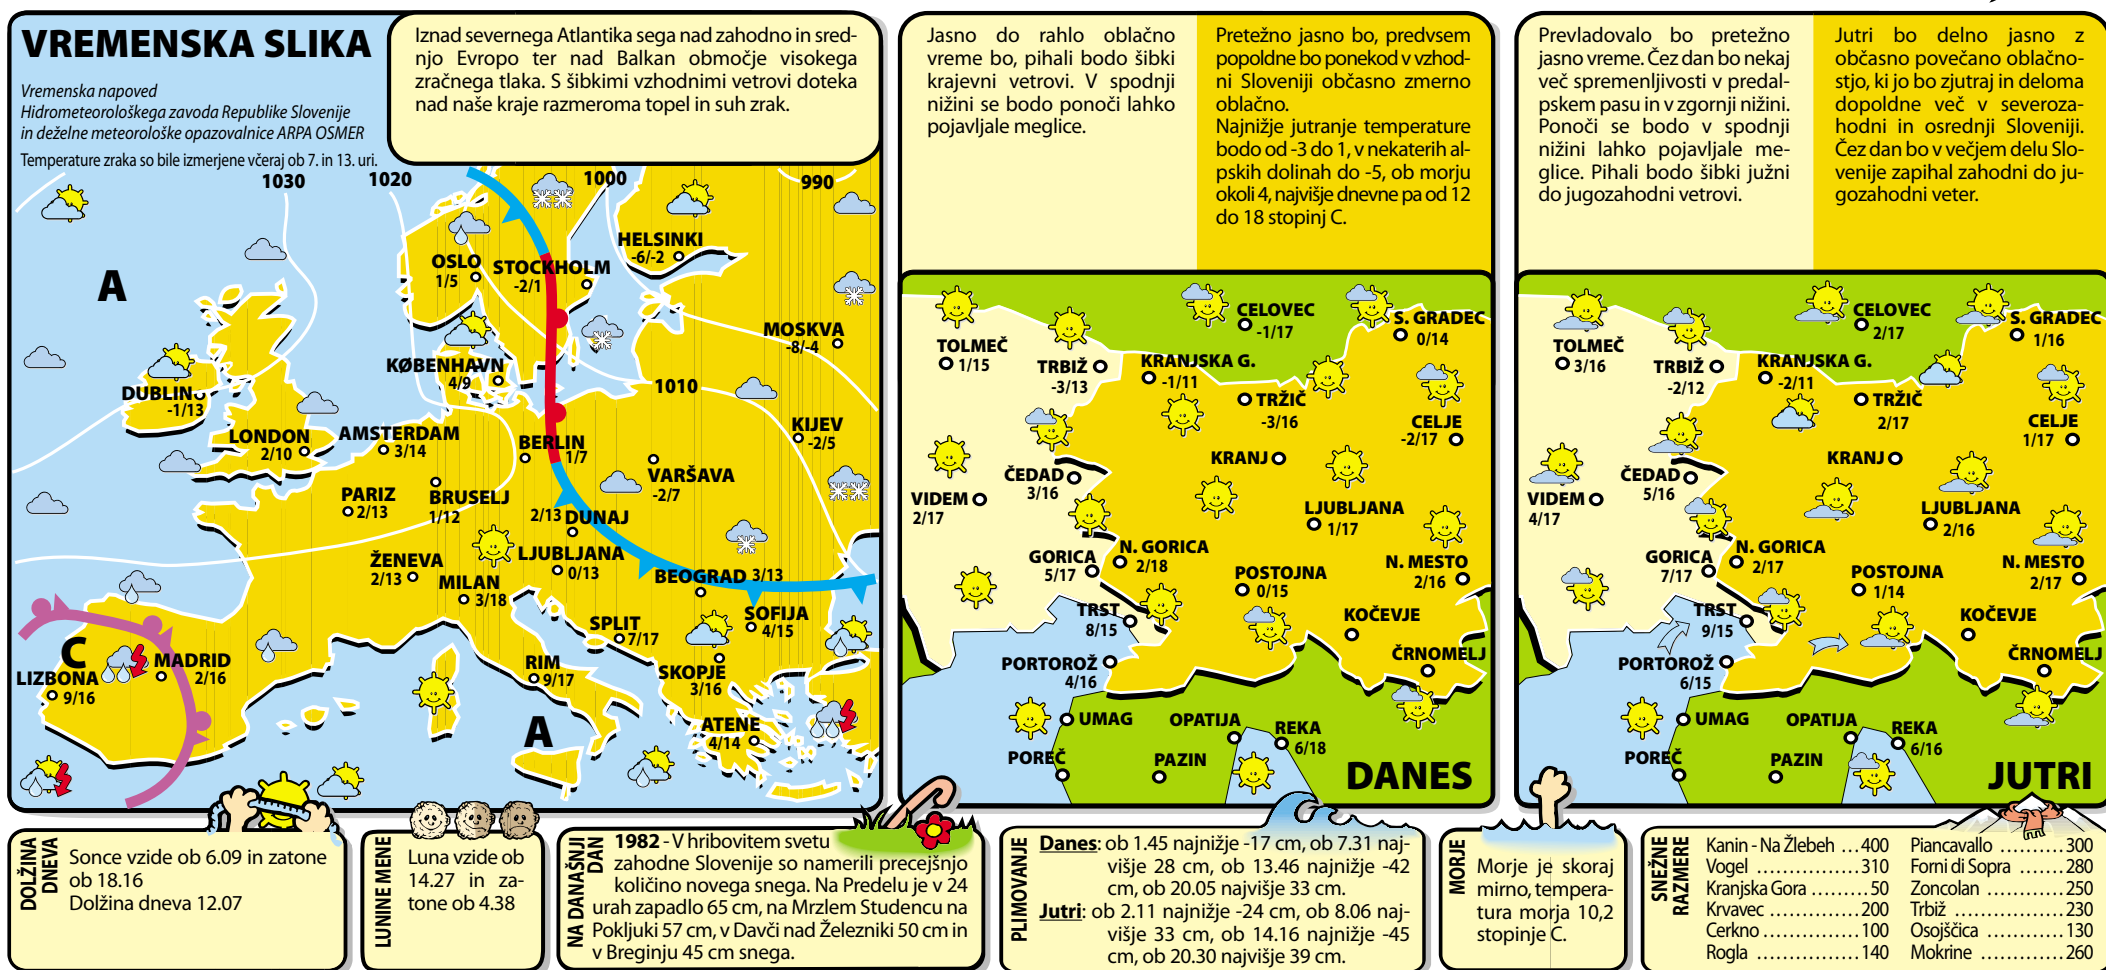 VREMENSKA SLIKA
Vremenska napoved
Hidrometeorološkega zavoda Republike Slovenije
in deželne meteorološke opazovalnice ARPA OSMER
Temperature zraka so bile izmerjene včeraj ob 7. in 13. uri.
Iznad severnega Atlantika sega nad zahodno in sred-
njo Evropo ter nad Balkan območje visokega
zračnega tlaka. S šibkimi vzhodnimi vetrovi doteka
nad naše kraje razmeroma topel in suh zrak.
1030
1020
1000
990
1010
A
HELSINKI
-6/-2
OSLO
1/5
STOCKHOLM
-2/1
MOSKVA
-8/-4
KØBENHAVN
4/9
DUBLIN
-1/13
LONDON
2/10
AMSTERDAM
3/14
BERLIN
1/7
KIJEV
-2/5
VARŠAVA
-2/7
PARIZ
2/13
BRUSELJ
1/12
2/13 DUNAJ
ŽENEVA
2/13
LJUBLJANA
0/13
MILAN
3/18
BEOGRAD 3/13
SPLIT
7/17
SOFIJA
4/15
C
MADRID
2/16
LIZBONA
9/16
RIM
9/17
SKOPJE
3/16
A
ATENE
4/14
Jasno do rahlo oblačno
vreme bo, pihali bodo šibki
krajevni vetrovi. V spodnji
nižini se bodo ponoči lahko
pojavljale meglice.
Pretežno jasno bo, predvsem
popoldne bo ponekod v vzhod-
ni Sloveniji občasno zmerno
oblačno.
Najnižje jutranje temperature
bodo od -3 do 1, v nekaterih al-
pskih dolinah do -5, ob morju
okoli 4, najvišje dnevne pa od 12
do 18 stopinj C.
CELOVEC
-1/17
S. GRADEC
0/14
TOLMEČ
1/15
TRBIŽ
-3/13
KRANJSKA G.
-1/11
TRŽIČ
-3/16
CELJE
-2/17
KRANJ
ČEDAD
3/16
VIDEM
2/17
LJUBLJANA
1/17
GORICA
5/17
N. GORICA
2/18
POSTOJNA
0/15
N. MESTO
2/16
TRST
8/15
KOČEVJE
PORTOROŽ
4/16
ČRNOMELJ
UMAG
OPATIJA
REKA
6/18
POREČ
PAZIN
DANES
Prevladovalo bo pretežno
jasno vreme. Čez dan bo nekaj
več spremenljivosti v predal-
pskem pasu in v zgornji nižini.
Ponoči se bodo v spodnji
nižini lahko pojavljale me-
glice. Pihali bodo šibki južni
do jugozahodni vetrovi.
Jutri bo delno jasno z
občasno povečano oblačno-
stjo, ki jo bo zjutraj in deloma
dopoldne več v severoza-
hodni in osrednji Sloveniji.
Čez dan bo v večjem delu Slo-
venije zapihal zahodni do ju-
gozahodni veter.
CELOVEC
2/17
S. GRADEC
1/16
TOLMEČ
3/16
TRBIŽ
-2/12
KRANJSKA G.
-2/11
TRŽIČ
2/17
CELJE
1/17
KRANJ
ČEDAD
5/16
VIDEM
4/17
LJUBLJANA
2/16
GORICA
7/17
N. GORICA
2/17
POSTOJNA
1/14
N. MESTO
2/17
TRST
9/15
KOČEVJE
PORTOROŽ
6/15
ČRNOMELJ
UMAG
OPATIJA
REKA
6/16
POREČ
PAZIN
JUTRI
DOLŽINA
DNEVA
Sonce vzide ob 6.09 in zatone
ob 18.16
Dolžina dneva 12.07
LUNINE MENE
Luna vzide ob
14.27 in za-
tone ob 4.38
NA DANAŠNJI
DAN
1982 - V hribovitem svetu
zahodne Slovenije so namerili precejšnjo
količino novega snega. Na Predelu je v 24
urah zapadlo 65 cm, na Mrzlem Studencu na
Pokljuki 57 cm, v Davči nad Železniki 50 cm in
v Breginju 45 cm snega.
PLIMOVANJE
Danes: ob 1.45 najnižje -17 cm, ob 7.31 naj-
višje 28 cm, ob 13.46 najnižje -42
cm, ob 20.05 najvišje 33 cm.
Jutri: ob 2.11 najnižje -24 cm, ob 8.06 naj-
višje 33 cm, ob 14.16 najnižje -45
cm, ob 20.30 najvišje 39 cm.
MORJE
Morje je skoraj
mirno, tempera-
tura morja 10,2
stopinje C.
SNEŽNE
RAZMERE
Kanin - Na Žlebeh ...400
Vogel ..................310
Kranjska Gora ........50
Krvavec ...............200
Cerkno ................100
Rogla ..................140
Piancavallo ..........300
Forni di Sopra .......280
Zoncolan .............250
Trbiž ...................230
Osojščica .............130
Mokrine ..............260